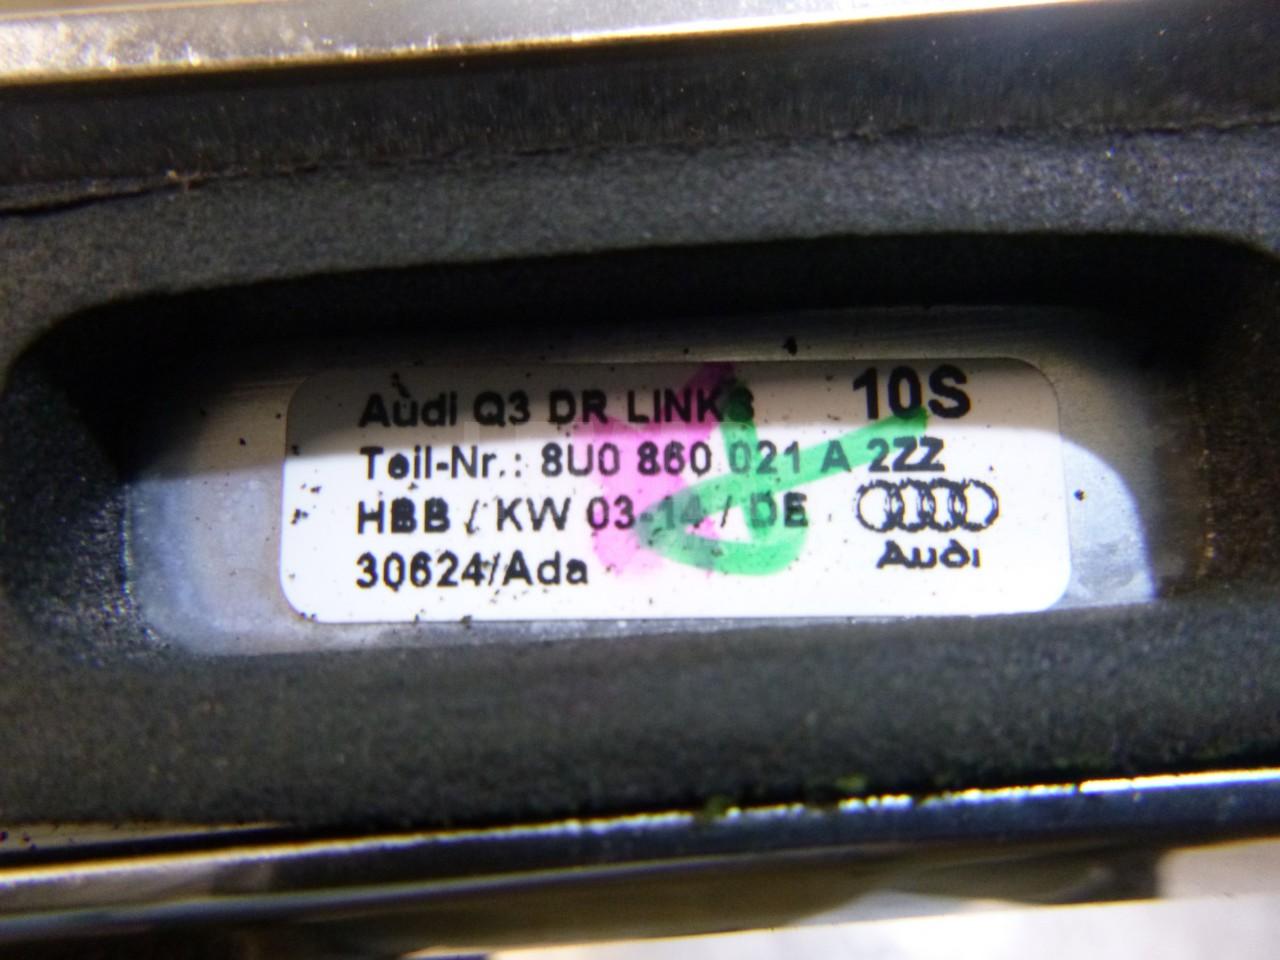 Audi Q3 DR LINKS 10S
Teil-Nr.: 8U0 860 021 A 2ZZ
HBB / KW 03-14 / DE
30624/Ada
Audi